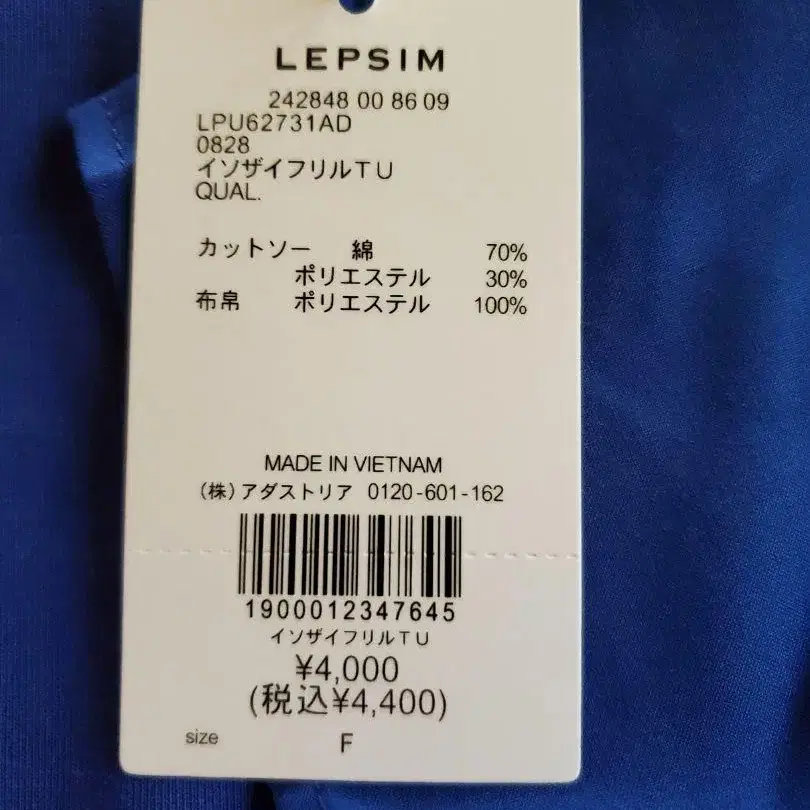 LEPSIM
242848 00 86 09
LPU62731AD
0828
イソザイフリルTU
QUAL.
カットソー 綿 70%
ポリエステル 30%
布帛 ポリエステル 100%
MADE IN VIETNAM
(株)アダストリア 0120-601-162
1900012347645
イソザイフリルTU
¥4,000
(税込¥4,400)
size F